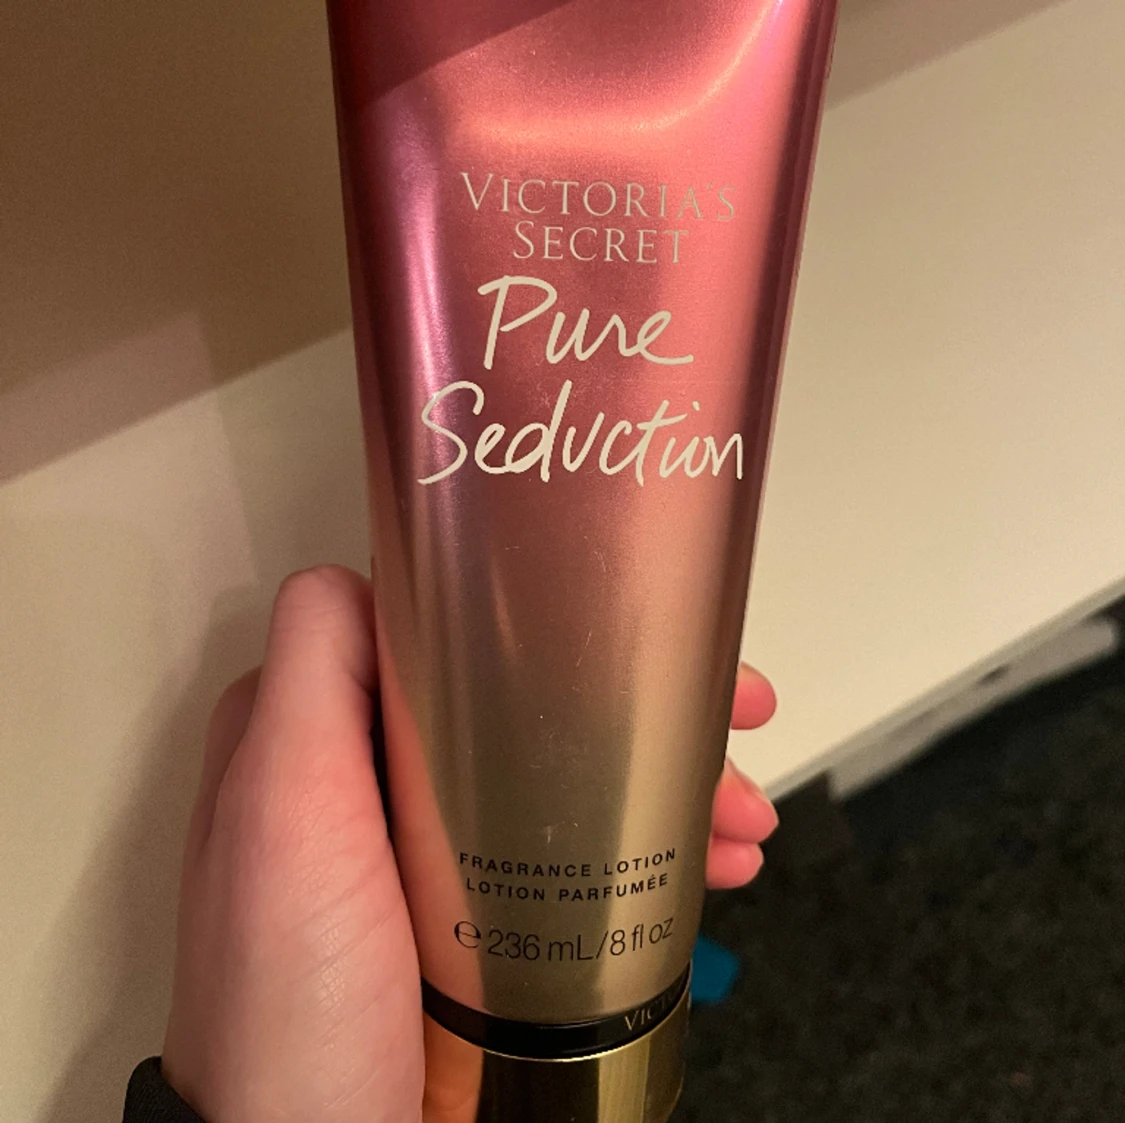 VICTORIA'S
SECRET
Pure
Seduction
FRAGRANCE LOTION
LOTION PARFUMÉE
℮ 236 mL/8 fl oz